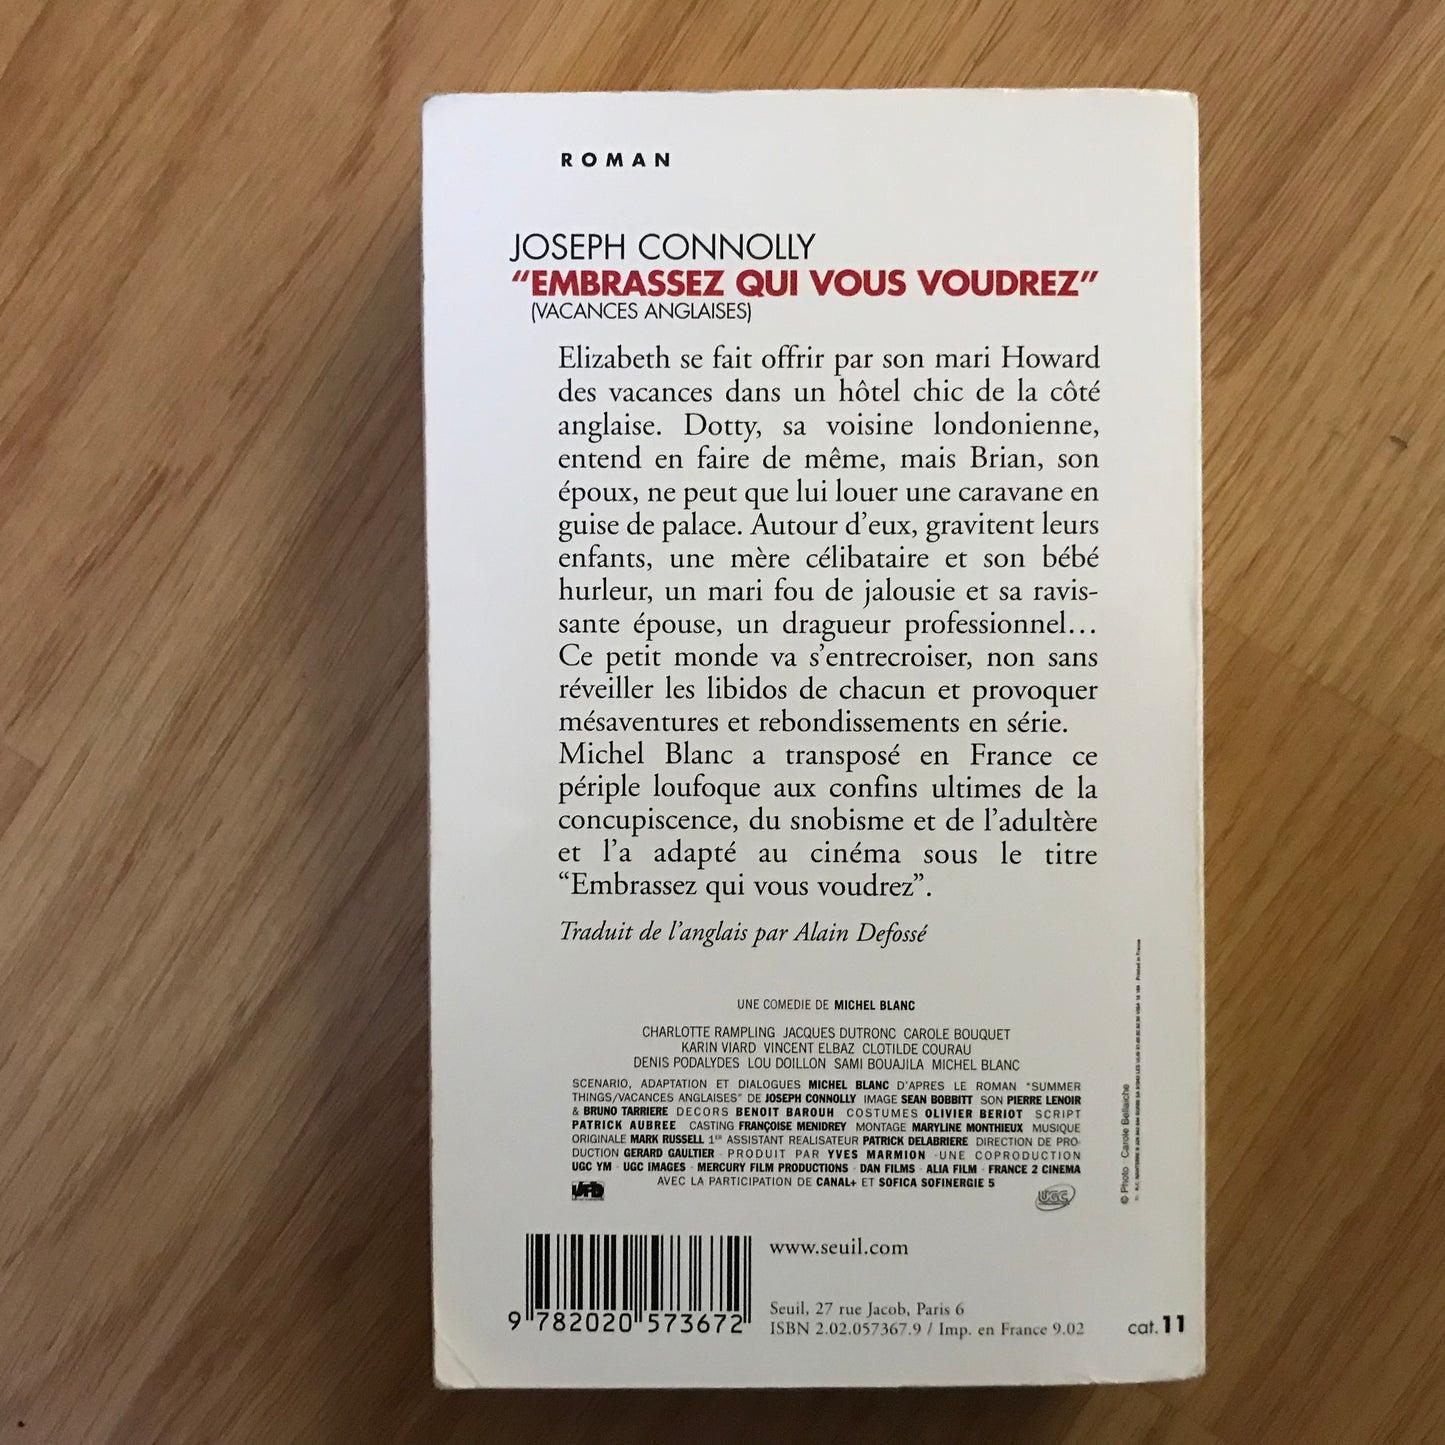 ROMAN
JOSEPH CONNOLLY
“EMBRASSEZ QUI VOUS VOUDREZ”
(VACANCES ANGLAISES)
Elizabeth se fait offrir par son mari Howard
des vacances dans un hôtel chic de la côté
anglaise. Dotty, sa voisine londonienne,
entend en faire de même, mais Brian, son
époux, ne peut que lui louer une caravane en
guise de palace. Autour d’eux, gravitent leurs
enfants, une mère célibataire et son bébé
hurleur, un mari fou de jalousie et sa ravis-
sante épouse, un dragueur professionnel…
Ce petit monde va s’entrecroiser, non sans
réveiller les libidos de chacun et provoquer
mésaventures et rebondissements en série.
Michel Blanc a transposé en France ce
périple loufoque aux confins ultimes de la
concupiscence, du snobisme et de l’adultère
et l’a adapté au cinéma sous le titre
“Embrassez qui vous voudrez”.
Traduit de l’anglais par Alain Defossé
UNE COMEDIE DE MICHEL BLANC
CHARLOTTE RAMPLING JACQUES DUTRONC CAROLE BOUQUET
KARIN VIARD VINCENT ELBAZ CLOTILDE COURAU
DENIS PODALYDES LOU DOILLON SAMI BOUAJILA MICHEL BLANC
SCENARIO, ADAPTATION ET DIALOGUES MICHEL BLANC D’APRES LE ROMAN “SUMMER
THINGS/VACANCES ANGLAISES” DE JOSEPH CONNOLLY IMAGE SEAN BOBBITT SON PIERRE LENOIR
& BRUNO TARRIERE DECORS BENOIT BAROUH COSTUMES OLIVIER BERIOT SCRIPT
PATRICK AUBREE CASTING FRANÇOISE MENIDREY MONTAGE MARYLINE MONTHIEUX MUSIQUE
ORIGINALE MARK RUSSELL 1ER ASSISTANT REALISATEUR PATRICK DELABRIERE DIRECTION DE PRO-
DUCTION GERARD GAULTIER - PRODUIT PAR YVES MARMION -UNE COPRODUCTION
UGC YM - UGC IMAGES - MERCURY FILM PRODUCTIONS - DAN FILMS - ALIA FILM - FRANCE 2 CINEMA
AVEC LA PARTICIPATION DE CANAL+ ET SOFICA SOFINERGIE 5
UFD
UGC
© Photo Carole Bellaïche
www.seuil.com
9 782020 573672
Seuil, 27 rue Jacob, Paris 6
ISBN 2.02.057367.9 / Imp. en France 9.02
cat. 11